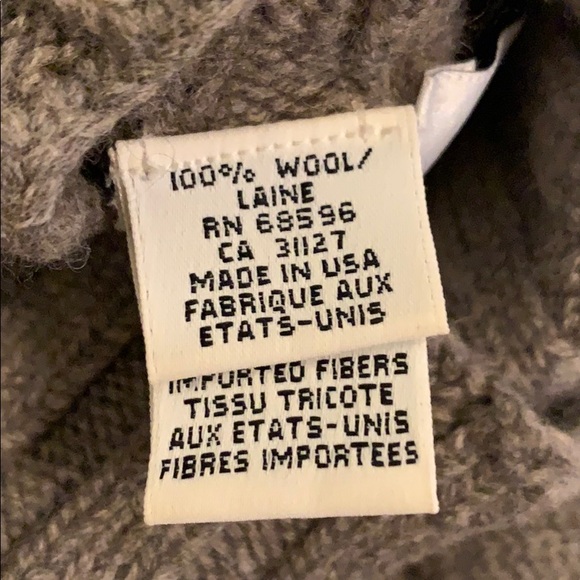 100% WOOL/
LAINE
RN 68596
CA 31127
MADE IN USA
FABRIQUE AUX
ETATS-UNIS
IMPORTED FIBERS
TISSU TRICOTE
AUX ETATS-UNIS
FIBRES IMPORTEES